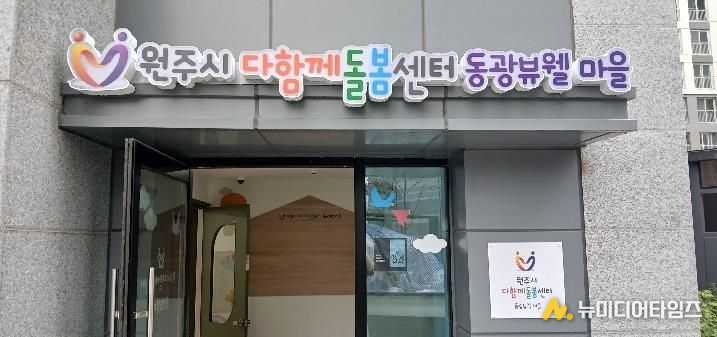 원주시 다함께돌봄센터 동광뷰웰 마을
원주시
다함께돌봄센터
뉴미디어타임즈